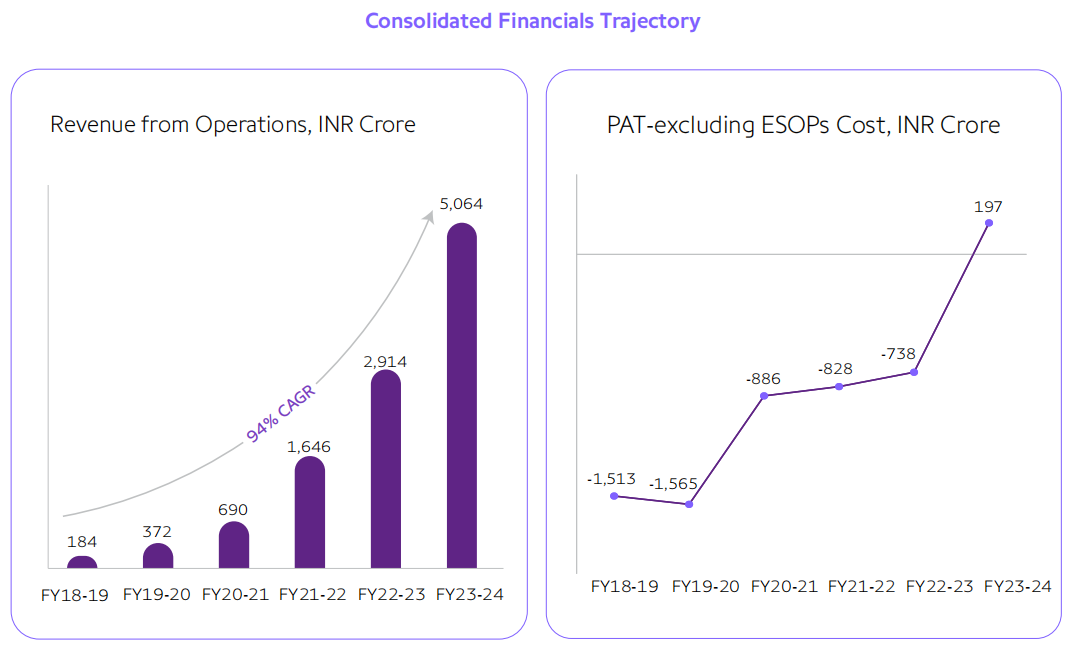 Consolidated Financials Trajectory
Revenue from Operations, INR Crore
5,064
2,914
94% CAGR
1,646
690
372
184
FY18-19 FY19-20 FY20-21 FY21-22 FY22-23 FY23-24
PAT-excluding ESOPs Cost, INR Crore
197
-738
-828
-886
-1,513
-1,565
FY18-19 FY19-20 FY20-21 FY21-22 FY22-23 FY23-24